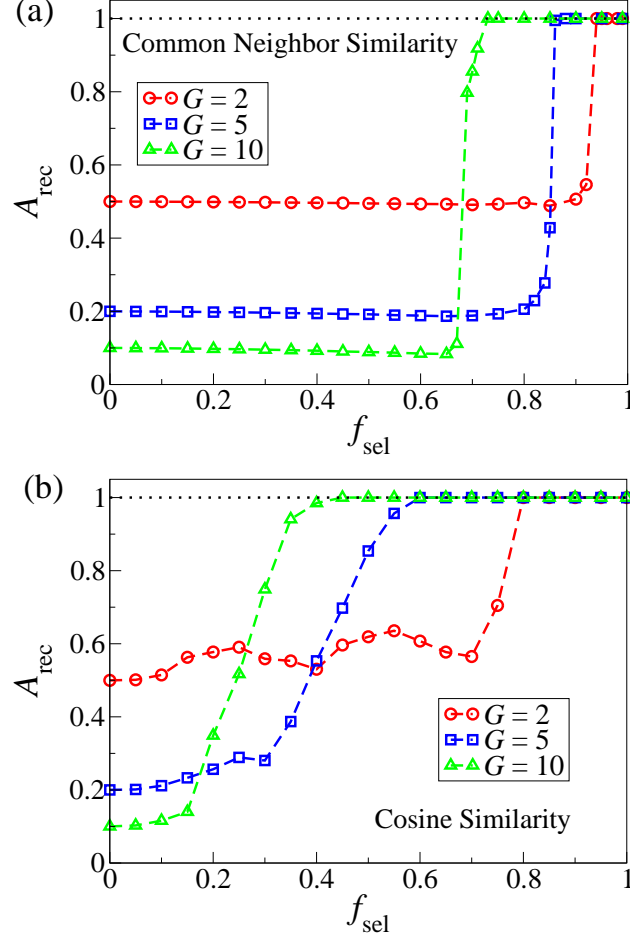 (a)
1
Common Neighbor Similarity
0.8
G = 2
G = 5
G = 10
0.6
A_rec
0.4
0.2
0
0 0.2 0.4 0.6 0.8 1
f_sel
(b)
1
0.8
0.6
A_rec
0.4
G = 2
G = 5
G = 10
0.2
Cosine Similarity
0
0 0.2 0.4 0.6 0.8 1
f_sel